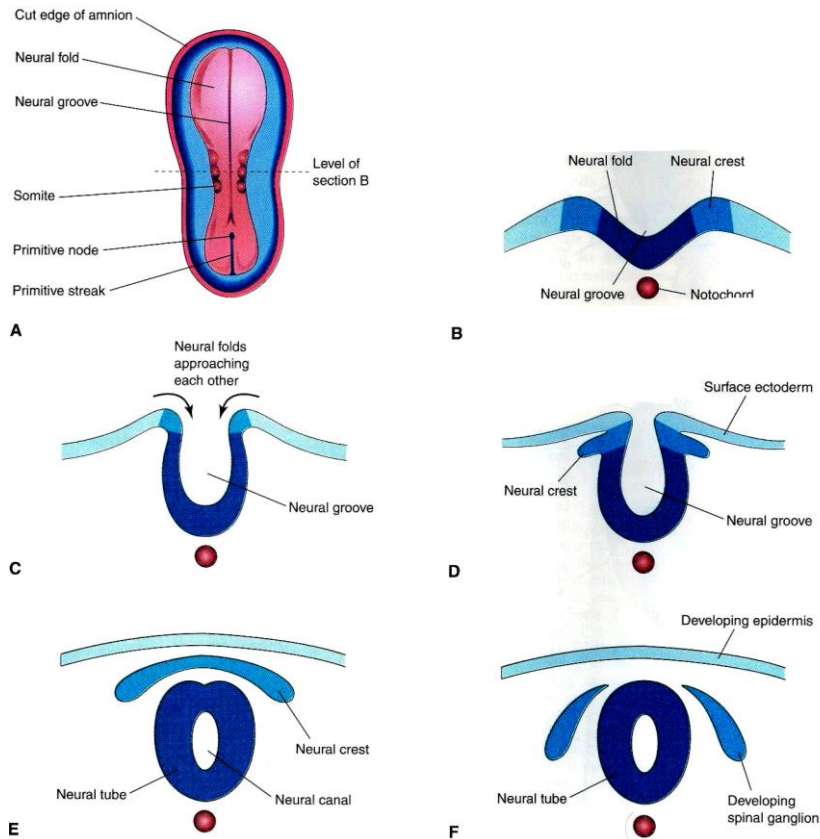 Cut edge of amnion
Neural fold
Neural groove
Level of
section B
Somite
Primitive node
Primitive streak
A
Neural fold
Neural crest
Neural groove
Notochord
B
Neural folds
approaching
each other
Neural groove
C
Surface ectoderm
Neural crest
Neural groove
D
Neural crest
Neural tube
Neural canal
E
Developing epidermis
Neural tube
Developing
spinal ganglion
F